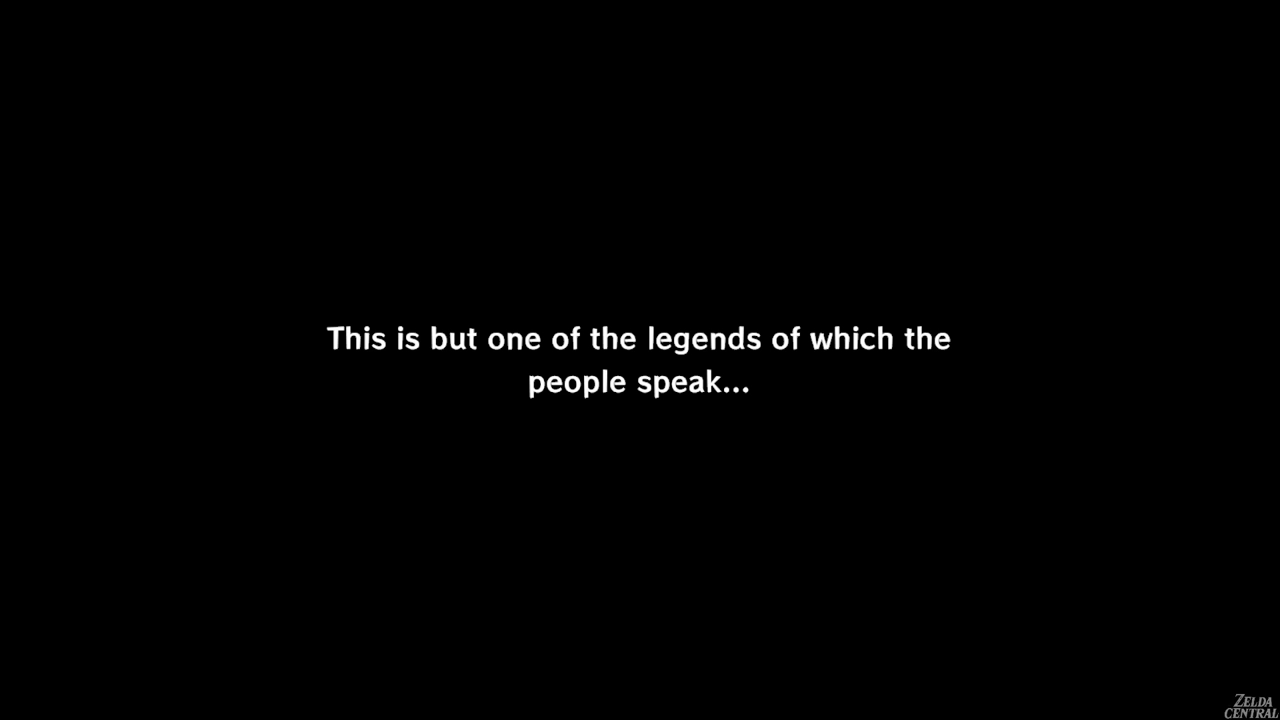 This is but one of the legends of which the
people speak...
ZELDA
CENTRAL